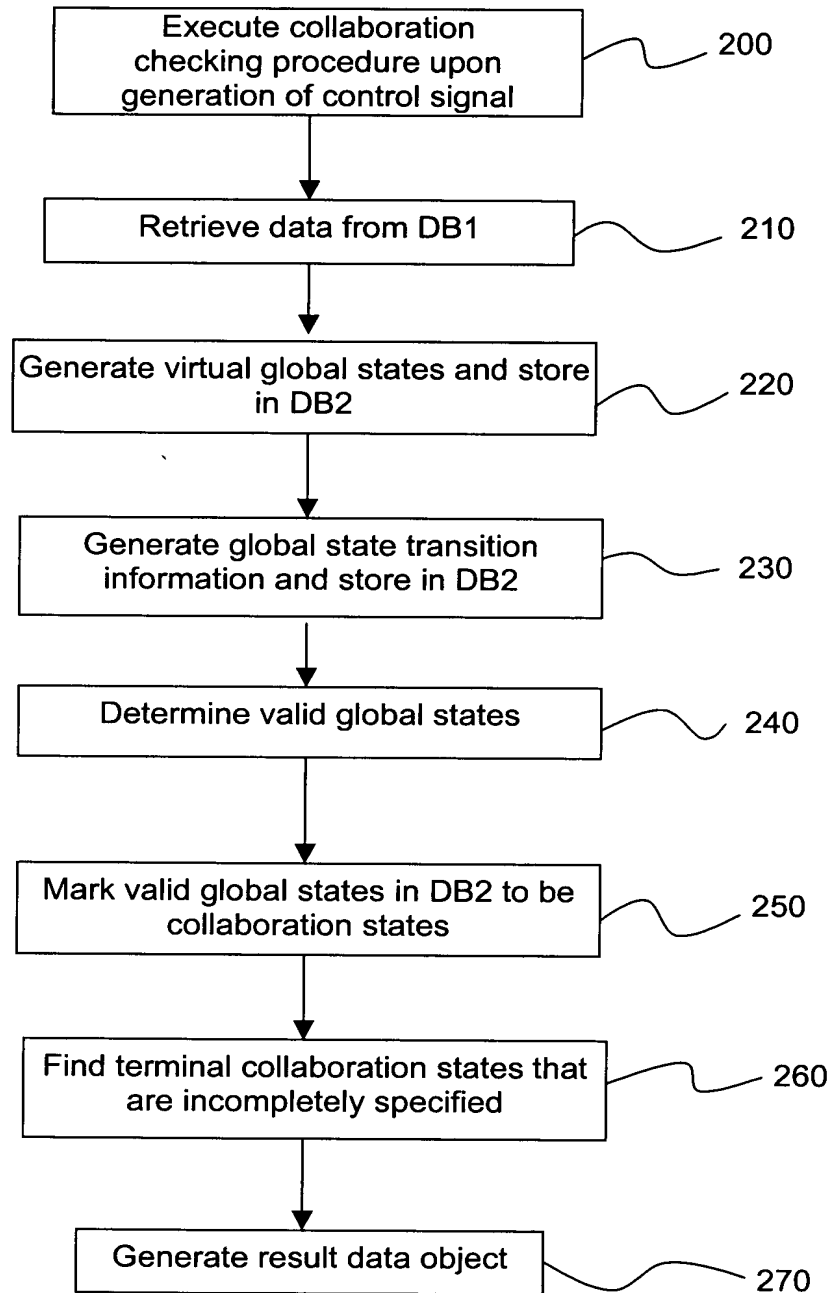 Execute collaboration
checking procedure upon
generation of control signal
200
Retrieve data from DB1
210
Generate virtual global states and store
in DB2
220
Generate global state transition
information and store in DB2
230
Determine valid global states
240
Mark valid global states in DB2 to be
collaboration states
250
Find terminal collaboration states that
are incompletely specified
260
Generate result data object
270